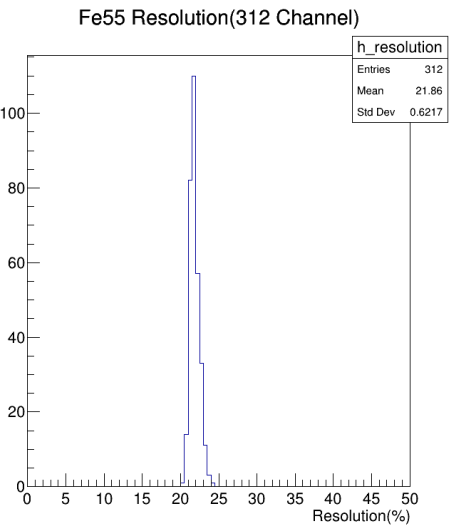 Fe55 Resolution(312 Channel)
h_resolution
Entries 312
Mean 21.86
Std Dev 0.6217
100
80
60
40
20
0
0 5 10 15 20 25 30 35 40 45 50
Resolution(%)